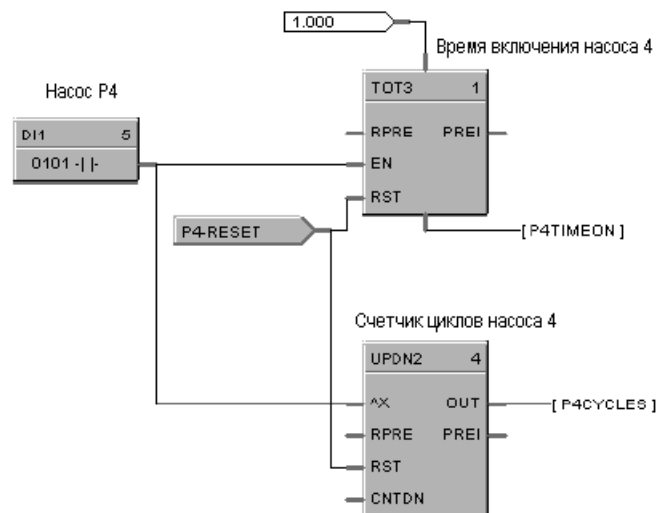 1.000
Время включения насоса 4
Насос P4
TOT3 1
DI1 5
RPRE PREI
0101 -| |-
EN
RST
P4-RESET
[ P4TIMEON ]
Счетчик циклов насоса 4
UPDN2 4
^X OUT
[ P4CYCLES ]
RPRE PREI
RST
CNTDN